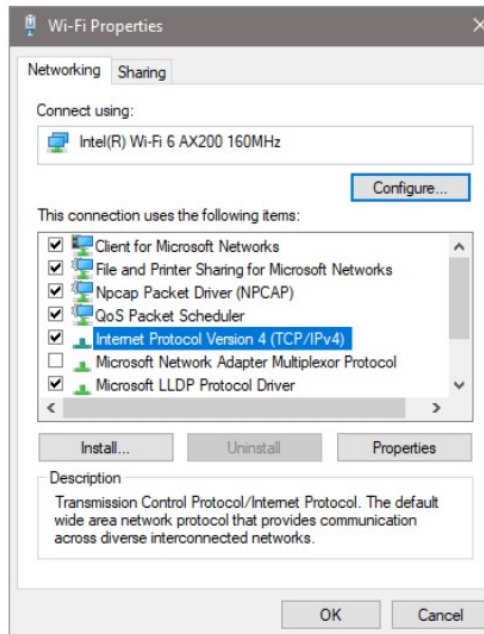 Wi-Fi Properties
Networking
Sharing
Connect using:
Intel(R) Wi-Fi 6 AX200 160MHz
Configure...
This connection uses the following items:
Client for Microsoft Networks
File and Printer Sharing for Microsoft Networks
Npcap Packet Driver (NPCAP)
QoS Packet Scheduler
Internet Protocol Version 4 (TCP/IPv4)
Microsoft Network Adapter Multiplexor Protocol
Microsoft LLDP Protocol Driver
Install...
Uninstall
Properties
Description
Transmission Control Protocol/Internet Protocol. The default
wide area network protocol that provides communication
across diverse interconnected networks.
OK
Cancel